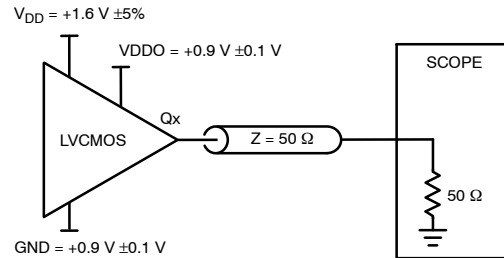 V_DD = +1.6 V ±5%
VDDO = +0.9 V ±0.1 V
SCOPE
Qx
LVCMOS
Z = 50 Ω
50 Ω
GND = +0.9 V ±0.1 V